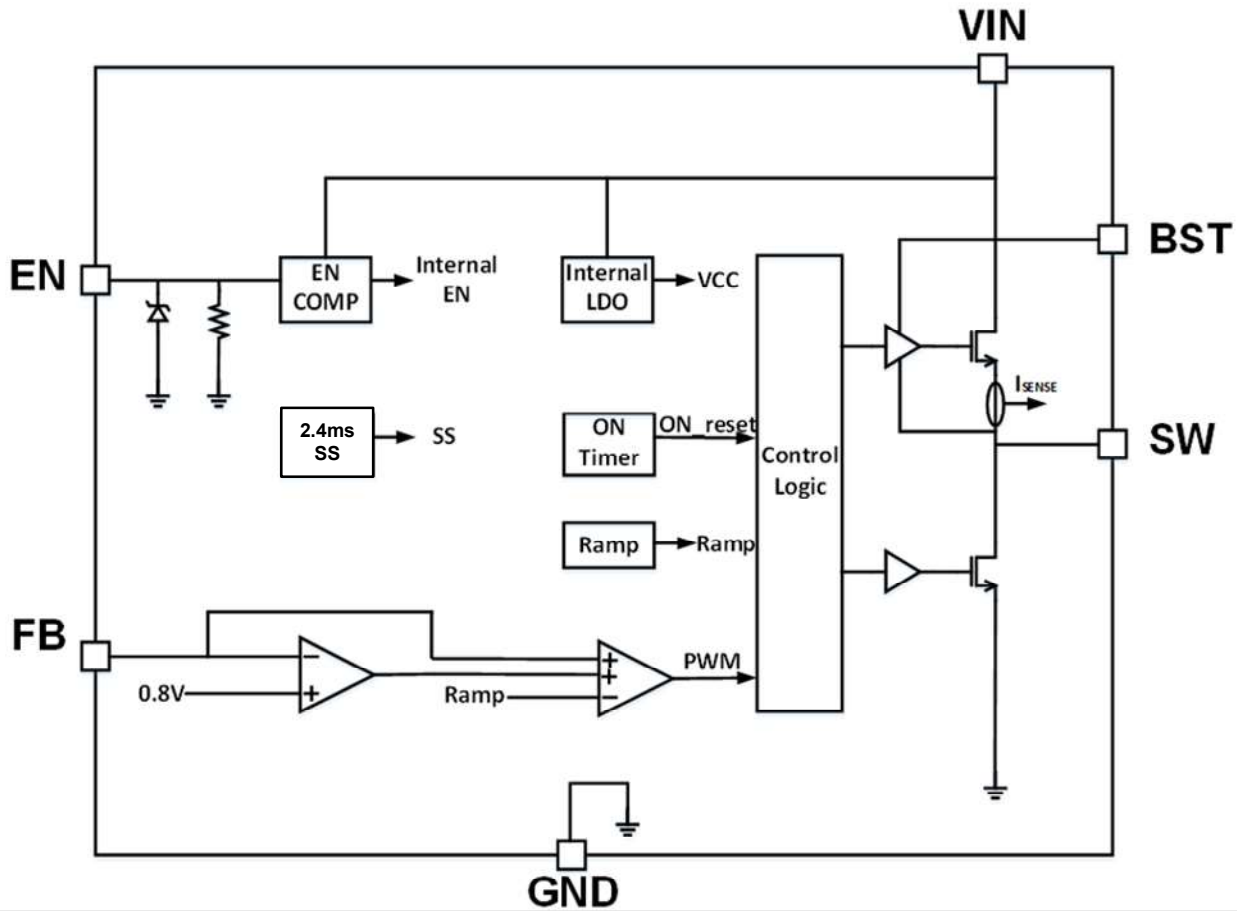 VIN
BST
EN
EN
COMP
Internal
EN
Internal
LDO
VCC
ISENSE
2.4ms
SS
SS
ON
Timer
ON_reset
Control
Logic
SW
Ramp
Ramp
FB
−
+
0.8V
Ramp
+
+
−
PWM
GND